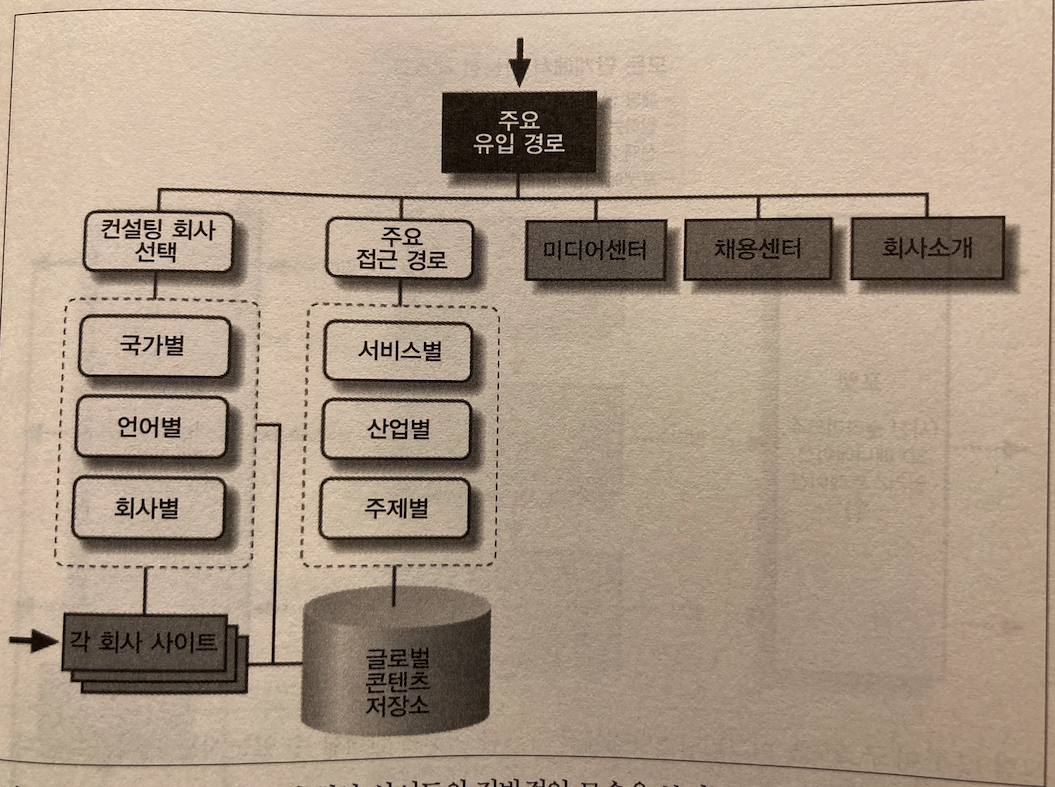 주요
유입 경로
컨설팅 회사
선택
주요
접근 경로
미디어센터
채용센터
회사소개
국가별
언어별
회사별
서비스별
산업별
주제별
각 회사 사이트
글로벌
콘텐츠
저장소